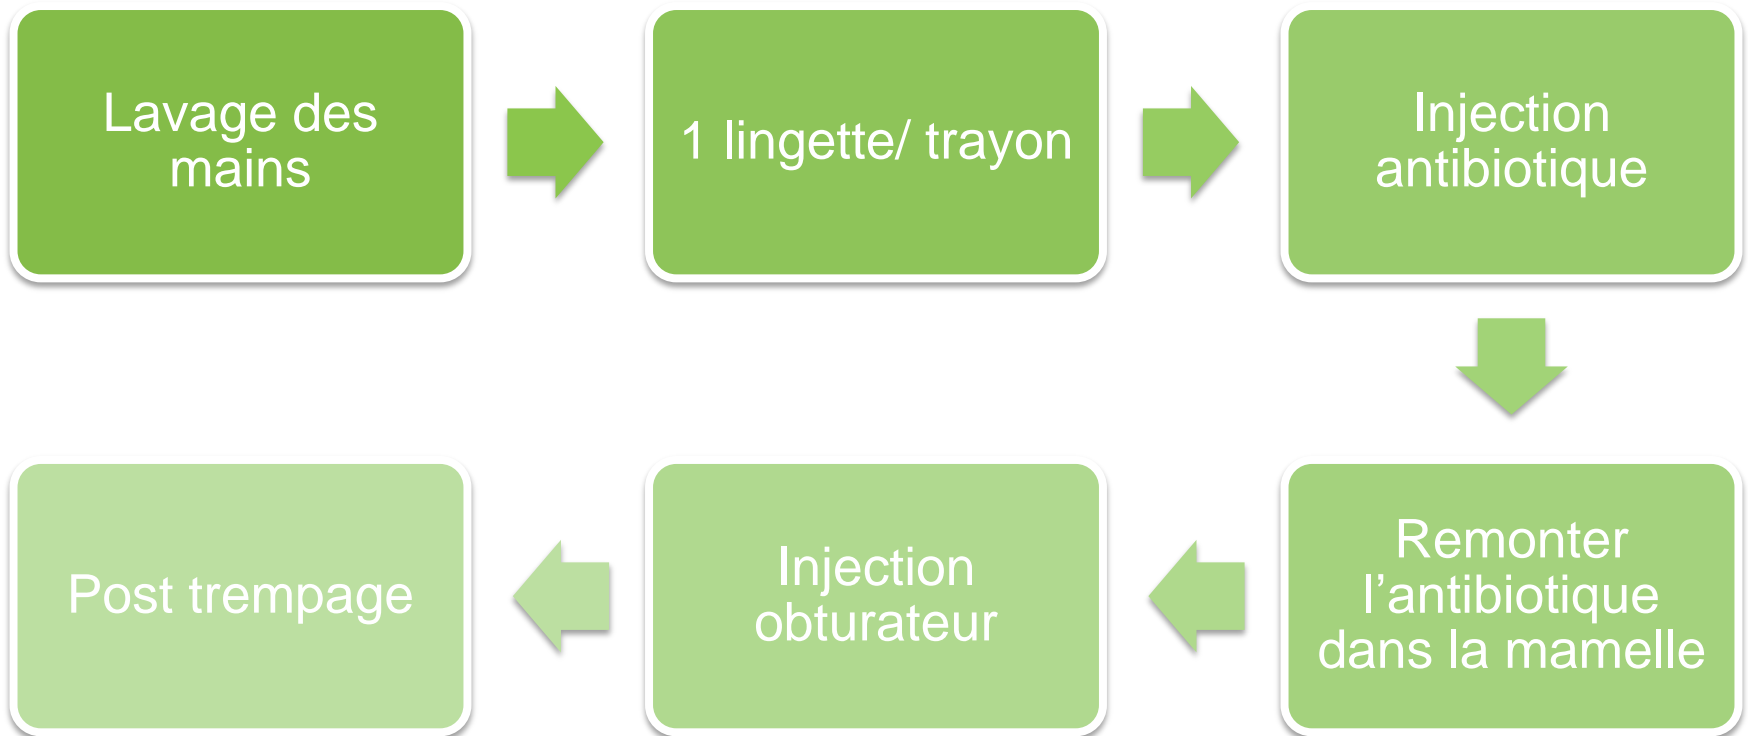 Lavage des
mains
1 lingette/ trayon
Injection
antibiotique
Remonter
l’antibiotique
dans la mamelle
Injection
obturateur
Post trempage